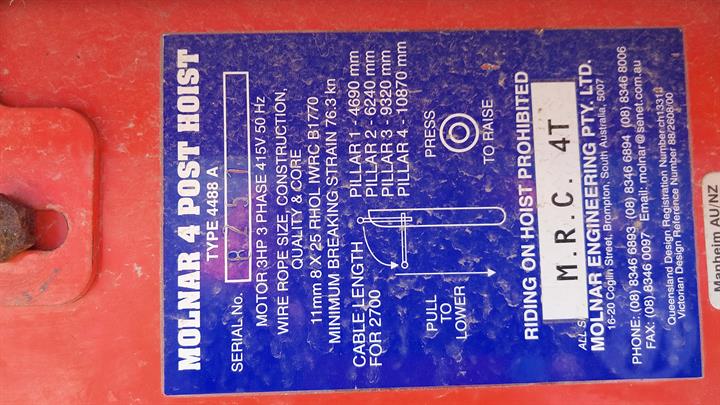 MOLNAR 4 POST HOIST
TYPE 4488 A
SERIAL No.
MOTOR 3HP 3 PHASE 415V 50 Hz
WIRE ROPE SIZE, CONSTRUCTION,
QUALITY & CORE
11mm 8 X 25 RHOL IWRC B1770
MINIMUM BREAKING STRAIN 76.3 kn
CABLE LENGTH PILLAR 1 - 4690 mm
FOR 2700 PILLAR 2 - 6240 mm
PILLAR 3 - 9320 mm
PILLAR 4 - 10870 mm
PULL
TO
LOWER
PRESS
TO RAISE
RIDING ON HOIST PROHIBITED
ALL S
M.R.C. 4T
MOLNAR ENGINEERING PTY. LTD.
16-20 Coglin Street, Brompton, South Australia, 5007
PHONE: (08) 8346 6893 (08) 8346 6894 (08) 8346 8006
FAX: (08) 8346 0097 Email: molnar@senet.com.au
Queensland Design Registration Number ch13318
Victorian Design Reference Number 88/2608/00
Manheim AU/NZ